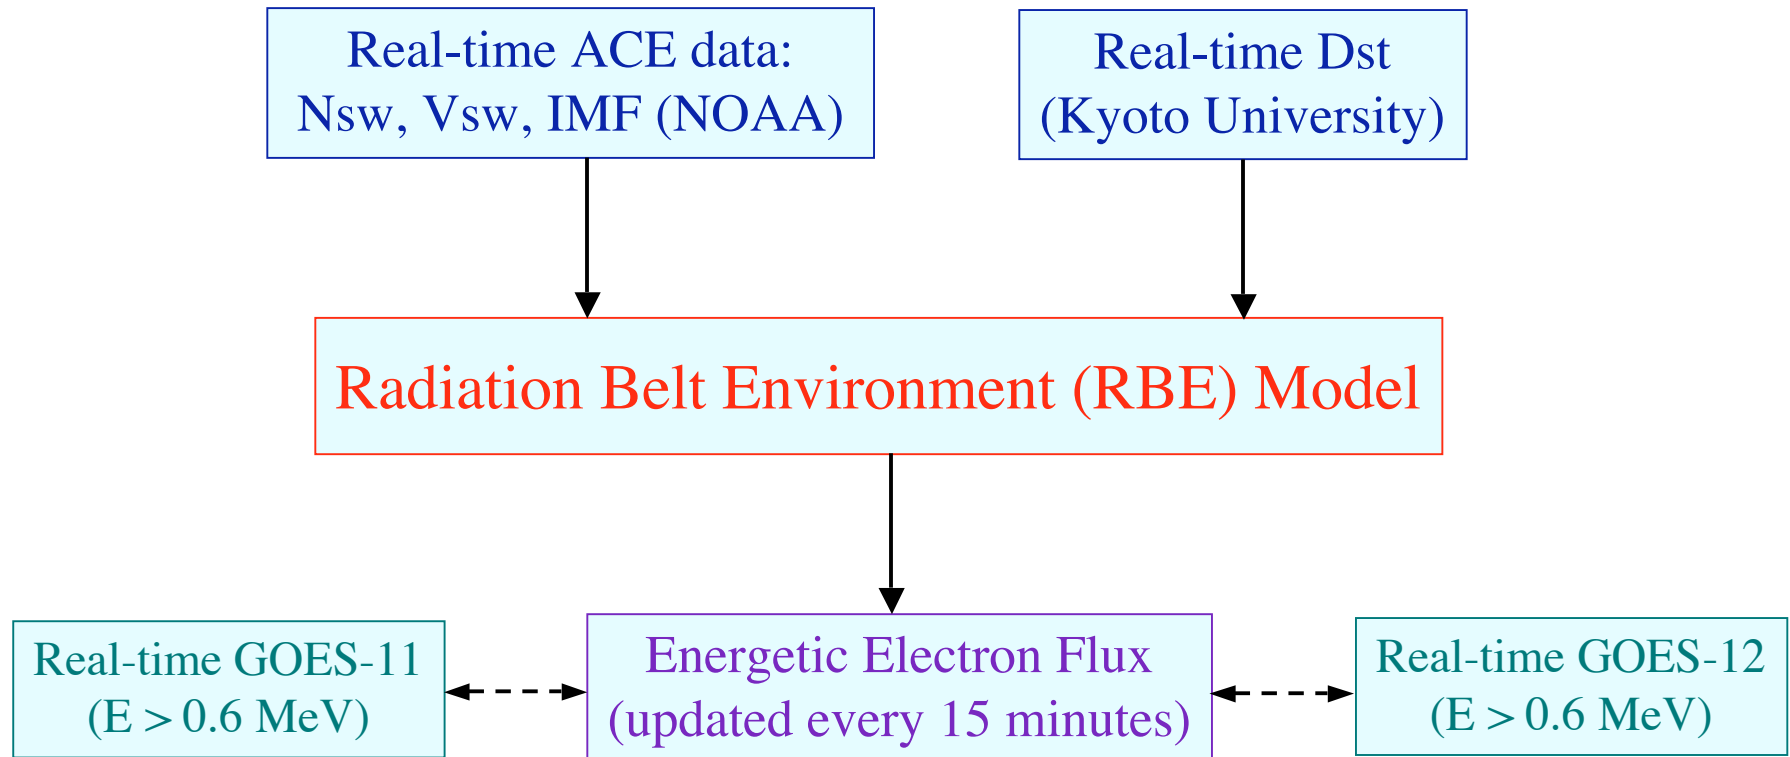 Real-time ACE data:
Nsw, Vsw, IMF (NOAA)
Real-time Dst
(Kyoto University)
Radiation Belt Environment (RBE) Model
Real-time GOES-11
(E > 0.6 MeV)
Energetic Electron Flux
(updated every 15 minutes)
Real-time GOES-12
(E > 0.6 MeV)